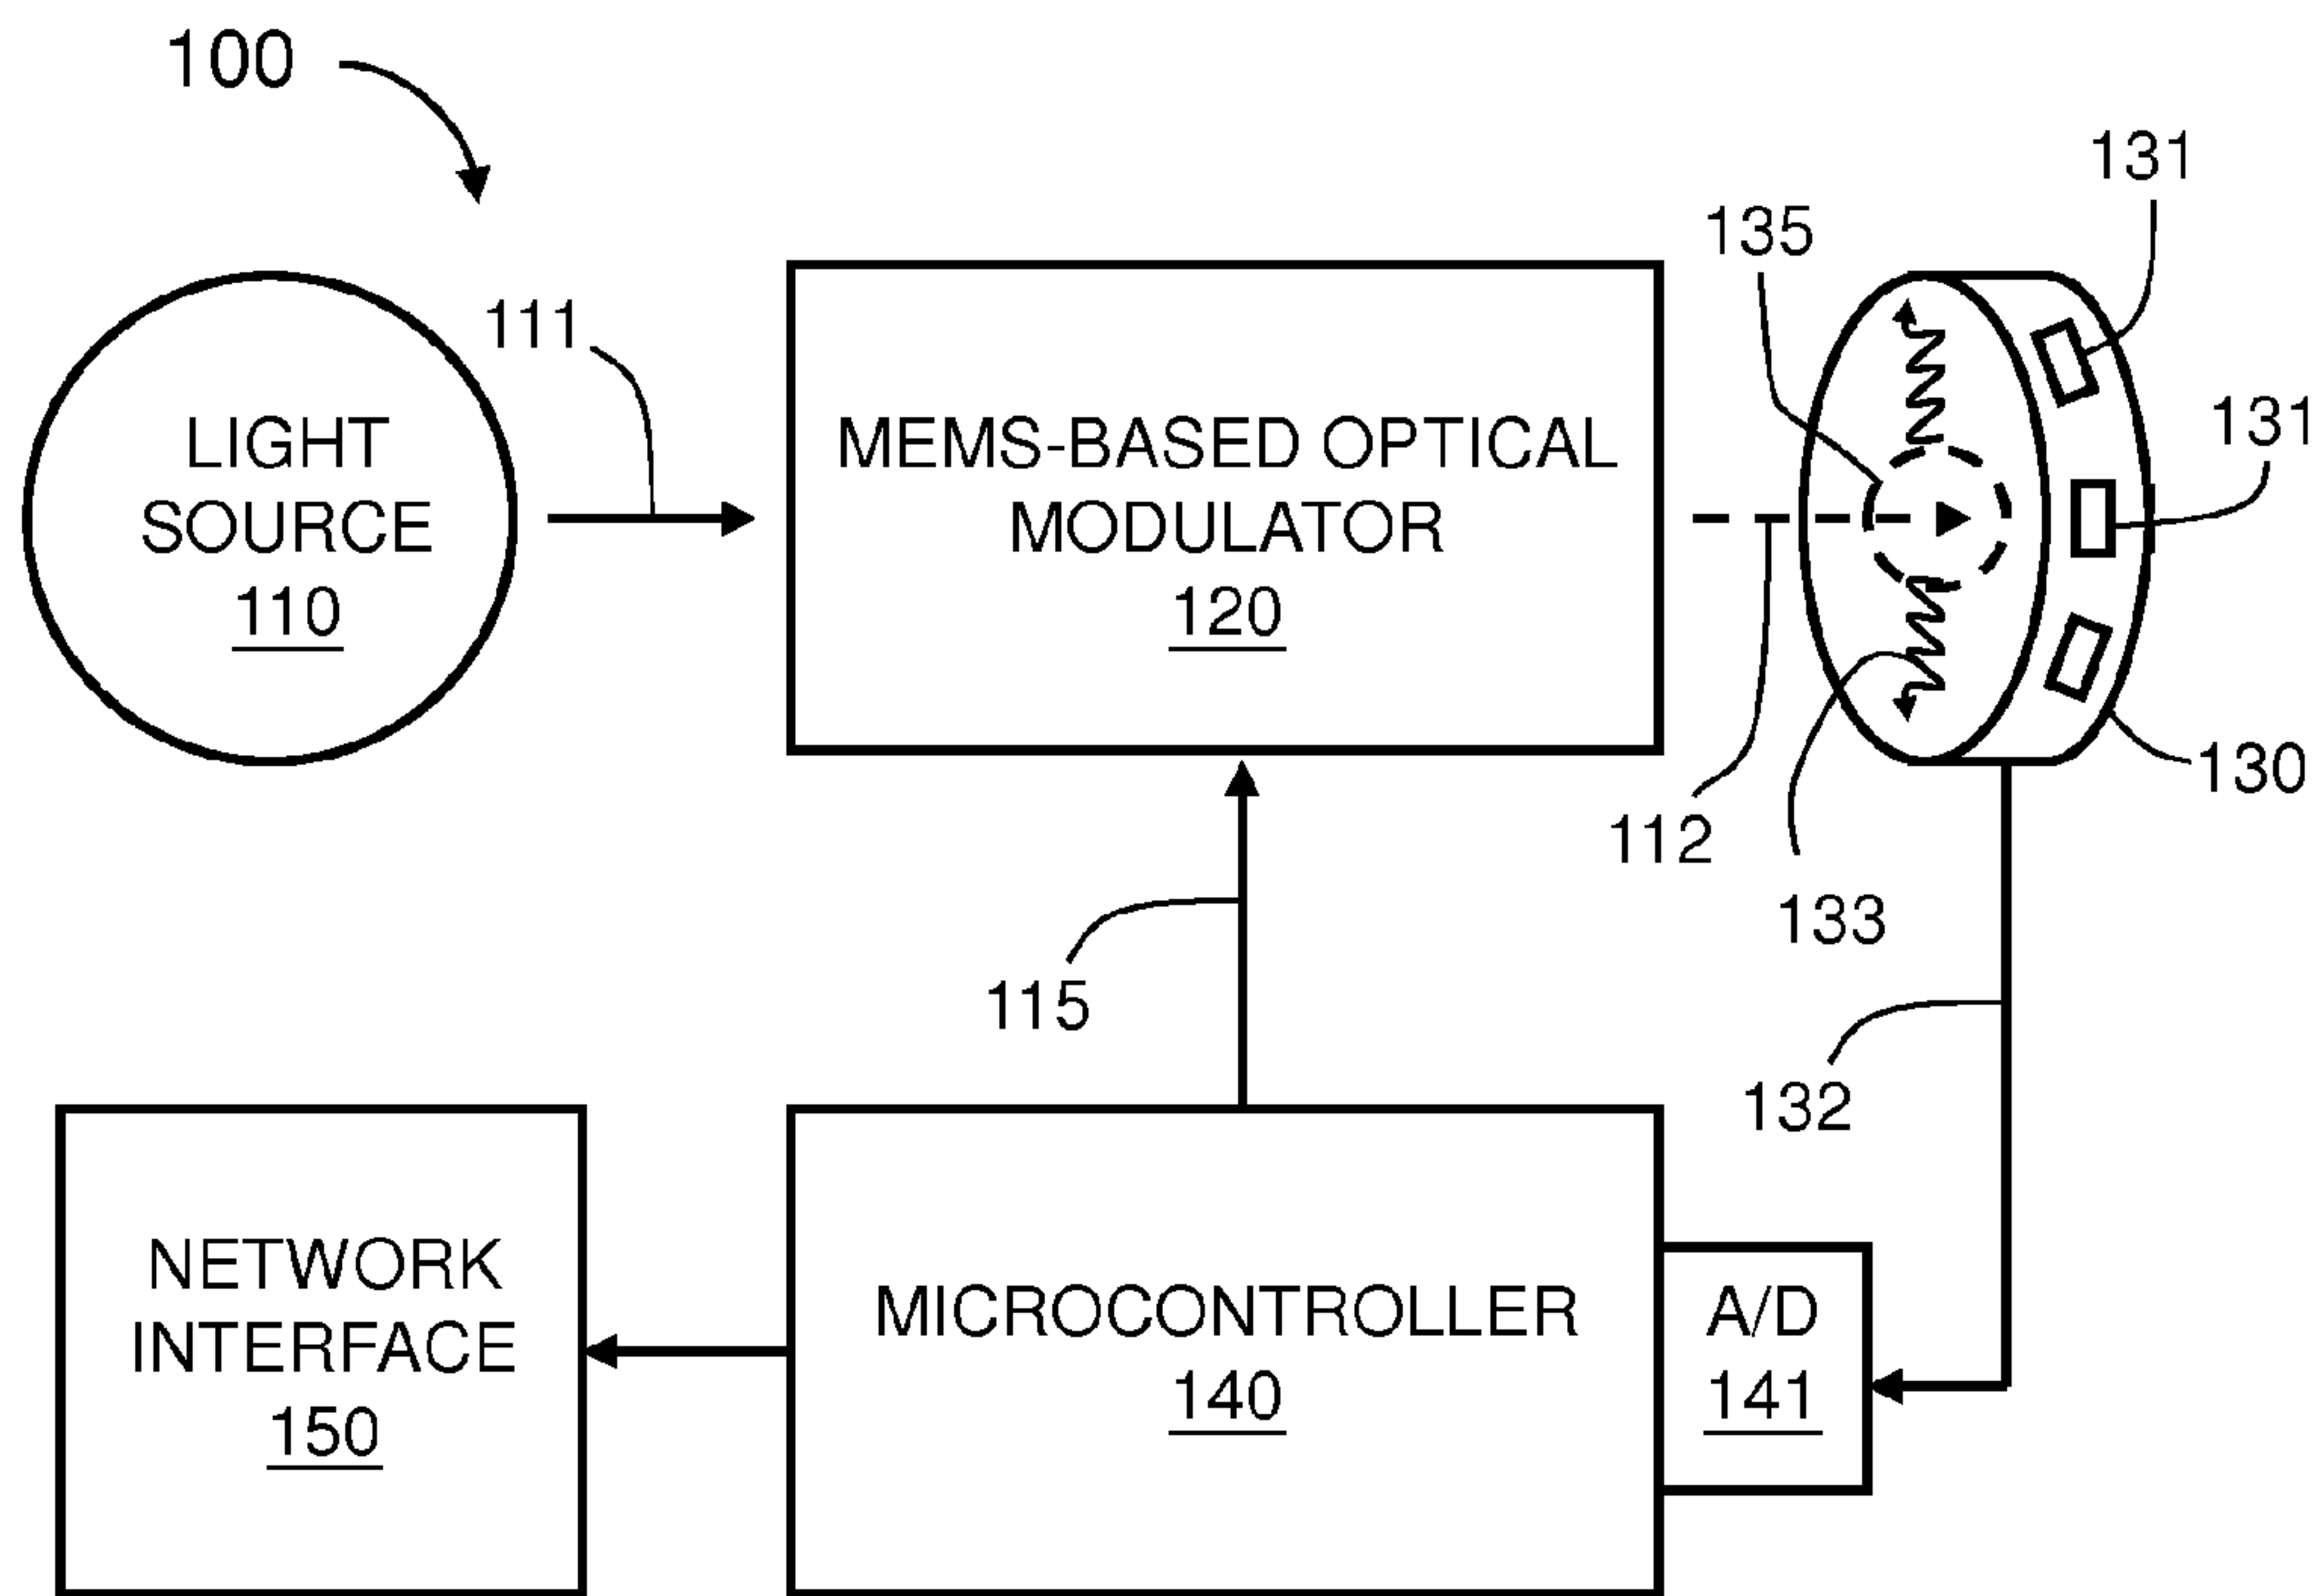 100
131
135
111
131
LIGHT
SOURCE
110
MEMS-BASED OPTICAL
MODULATOR
120
130
112
133
115
132
NETWORK
INTERFACE
150
MICROCONTROLLER
140
A/D
141